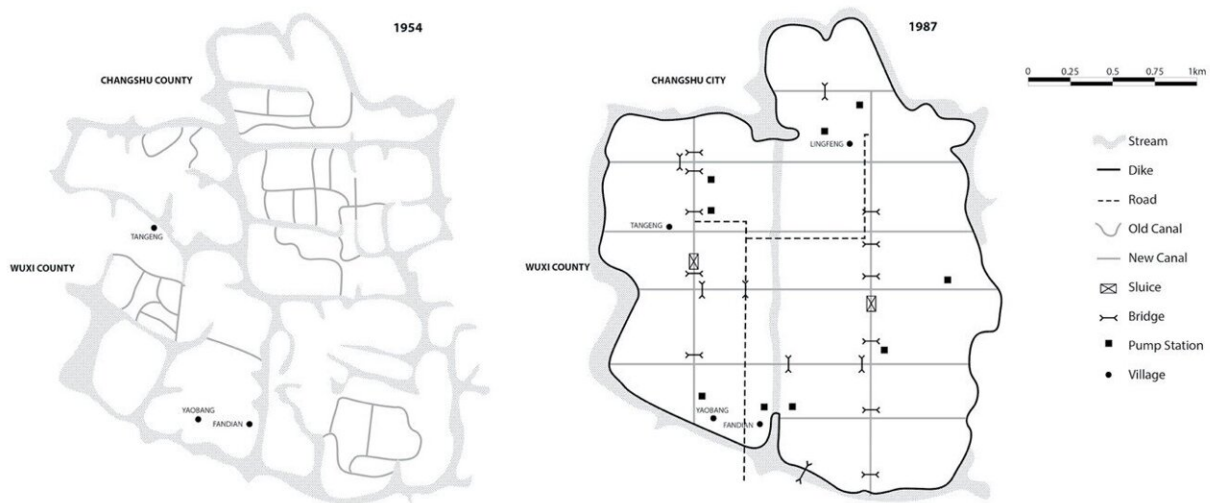 1954
CHANGSHU COUNTY
TANGENG
WUXI COUNTY
YAOBANG
FANDIAN
1987
CHANGSHU CITY
LINGFENG
TANGENG
WUXI COUNTY
YAOBANG
FANDIAN
0 0.25 0.5 0.75 1km
Stream
Dike
Road
Old Canal
New Canal
Sluice
Bridge
Pump Station
Village